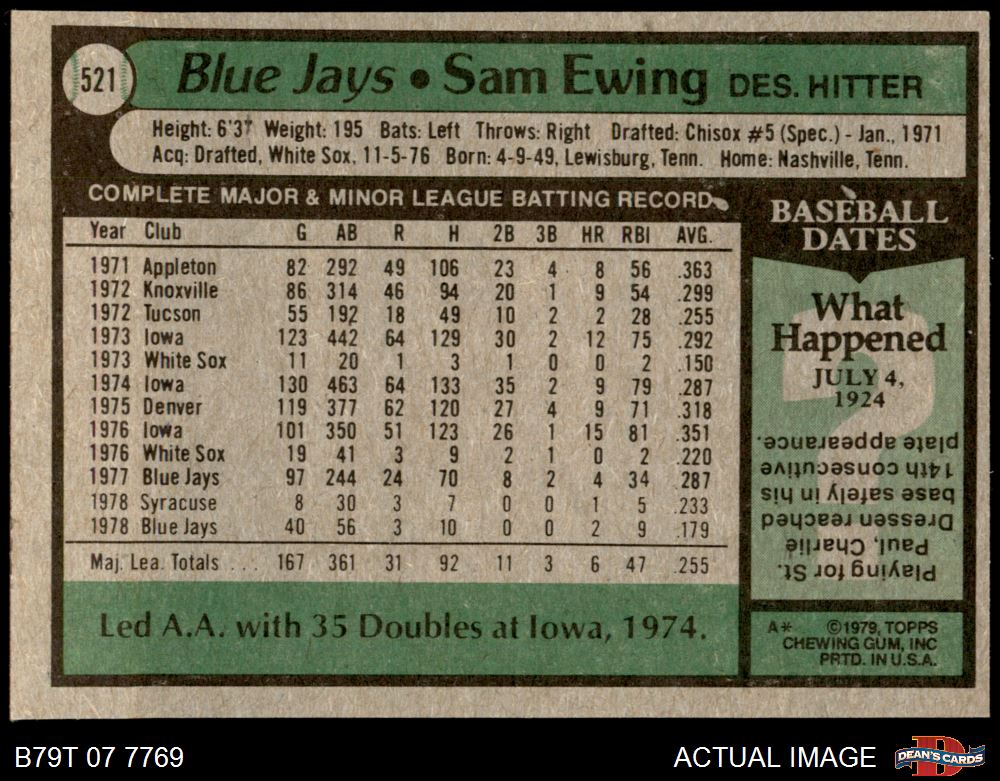 521
Blue Jays • Sam Ewing DES. HITTER
Height: 6'3" Weight: 195 Bats: Left Throws: Right Drafted: Chisox #5 (Spec.) - Jan., 1971
Acq: Drafted, White Sox, 11-5-76 Born: 4-9-49, Lewisburg, Tenn. Home: Nashville, Tenn.
COMPLETE MAJOR & MINOR LEAGUE BATTING RECORD
Year Club G AB R H 2B 3B HR RBI AVG.
1971 Appleton 82 292 49 106 23 4 8 56 .363
1972 Knoxville 86 314 46 94 20 1 9 54 .299
1972 Tucson 55 192 18 49 10 2 2 28 .255
1973 Iowa 123 442 64 129 30 2 12 75 .292
1973 White Sox 11 20 1 3 1 0 0 2 .150
1974 Iowa 130 463 64 133 35 2 9 79 .287
1975 Denver 119 377 62 120 27 4 9 71 .318
1976 Iowa 101 350 51 123 26 1 15 81 .351
1976 White Sox 19 41 3 9 2 1 0 2 .220
1977 Blue Jays 97 244 24 70 8 2 4 34 .287
1978 Syracuse 8 30 3 7 0 0 1 5 .233
1978 Blue Jays 40 56 3 10 0 0 2 9 .179
Maj. Lea. Totals ... 167 361 31 92 11 3 6 47 .255
Led A.A. with 35 Doubles at Iowa, 1974.
BASEBALL
DATES
What
Happened
JULY 4,
1924
Playing for St.
Paul, Charlie
Dressen reached
base safely in his
14th consecutive
plate appearance.
A* ©1979, TOPPS
CHEWING GUM, INC
PRTD. IN U.S.A.
B79T 07 7769
ACTUAL IMAGE
D
DEAN'S CARDS